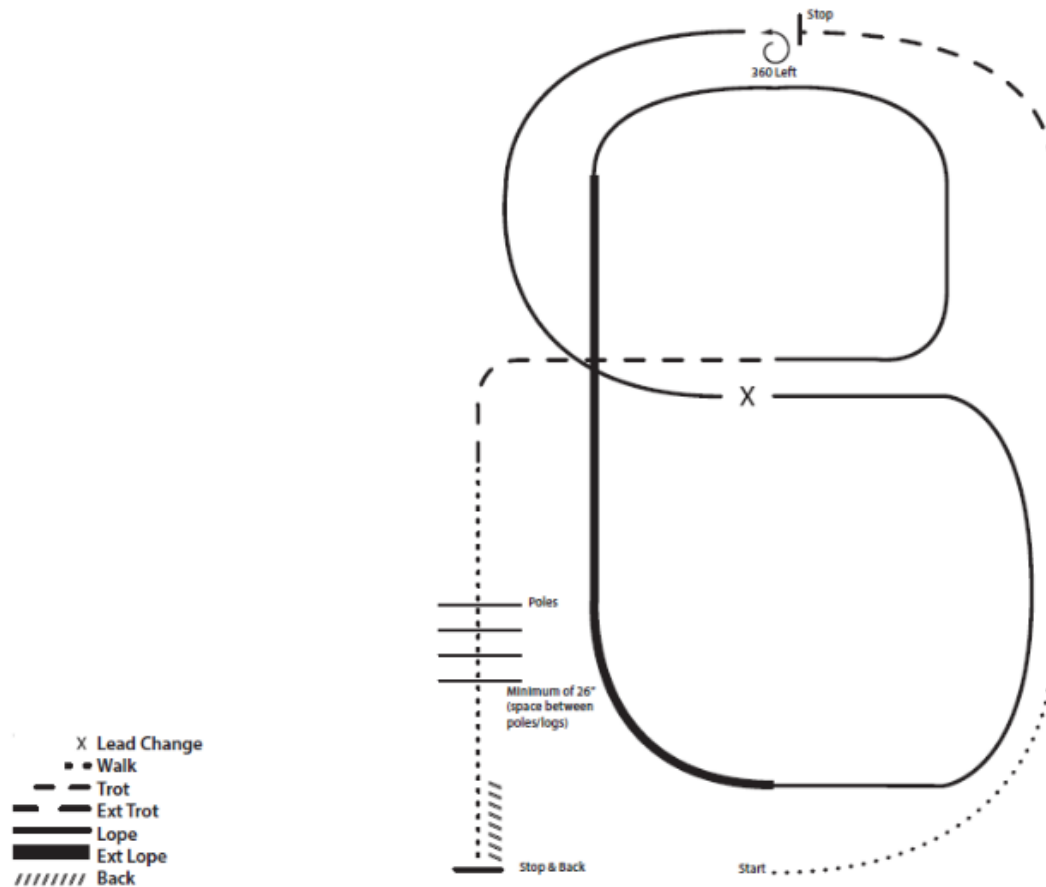 Stop
360 Left
X
Poles
Minimum of 26"
(space between
poles/logs)
X Lead Change
Walk
Trot
Ext Trot
Lope
Ext Lope
Back
Stop & Back
Start